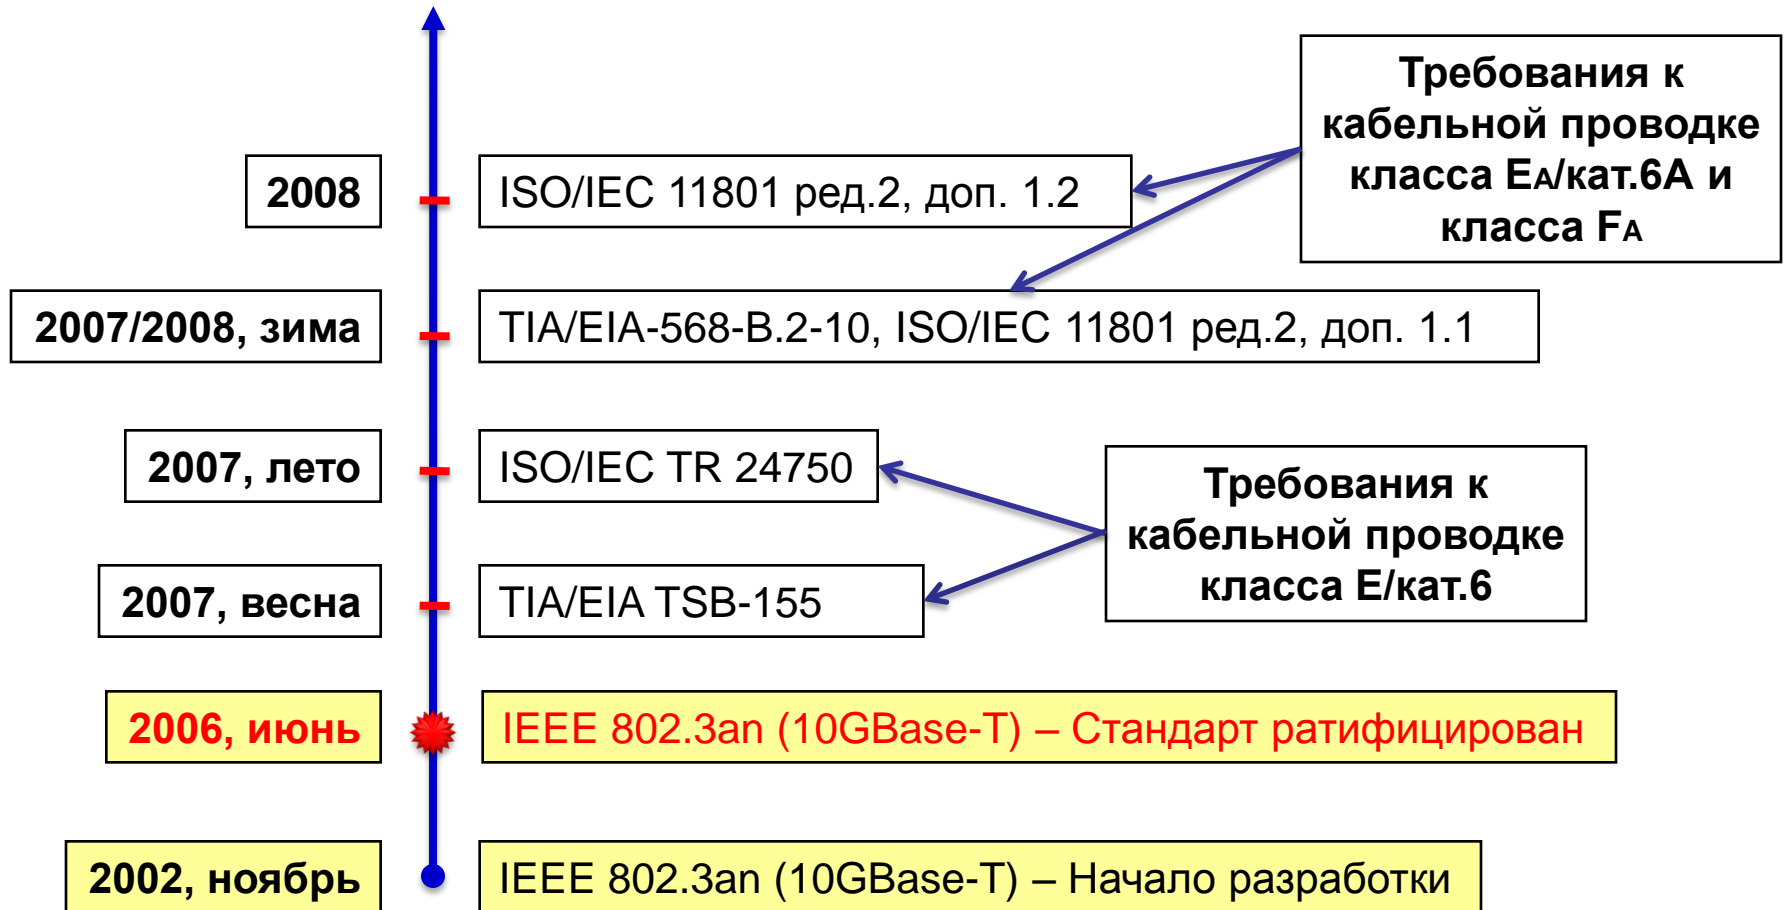 Требования к
кабельной проводке
класса EA/кат.6A и
класса FA
2008
ISO/IEC 11801 ред.2, доп. 1.2
2007/2008, зима
TIA/EIA-568-B.2-10, ISO/IEC 11801 ред.2, доп. 1.1
2007, лето
ISO/IEC TR 24750
Требования к
кабельной проводке
класса E/кат.6
2007, весна
TIA/EIA TSB-155
2006, июнь
IEEE 802.3an (10GBase-T) – Стандарт ратифицирован
2002, ноябрь
IEEE 802.3an (10GBase-T) – Начало разработки